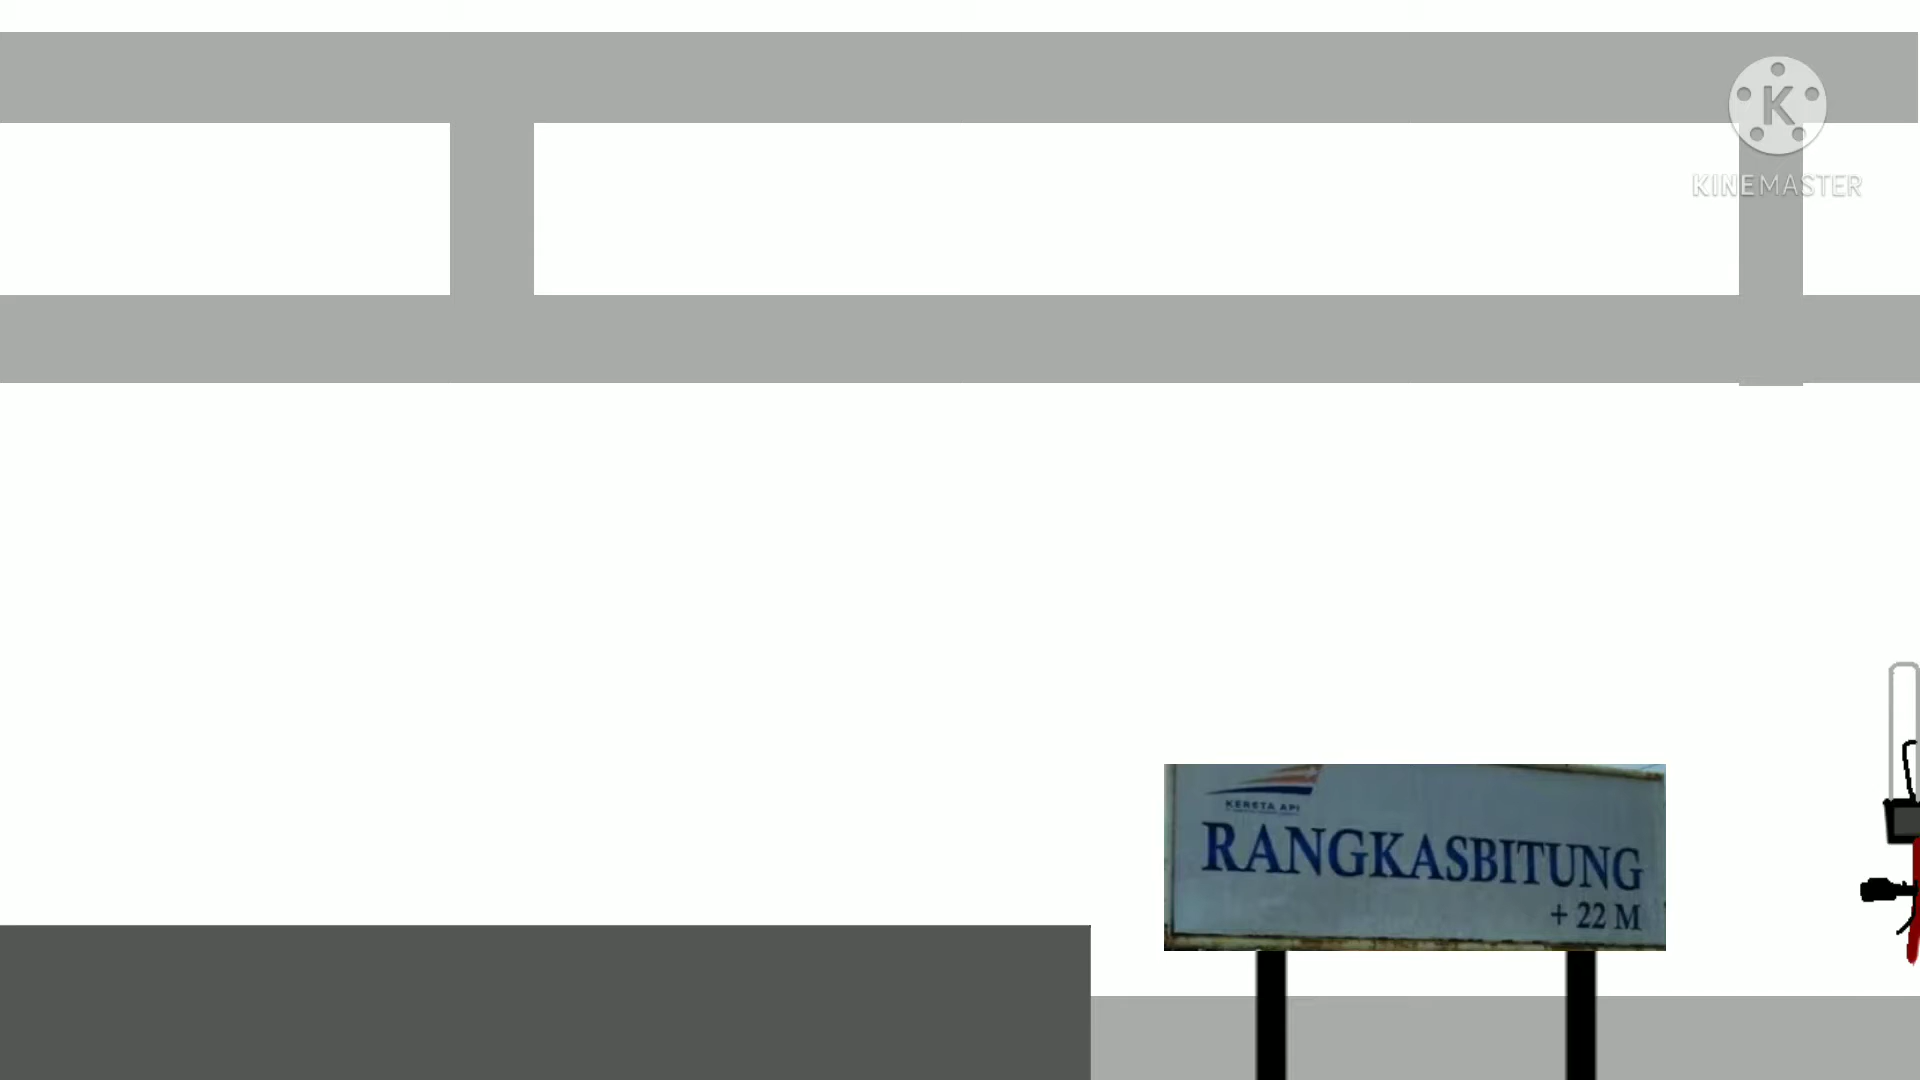 KINEMASTER
KERETA API
RANGKASBITUNG
+ 22 M